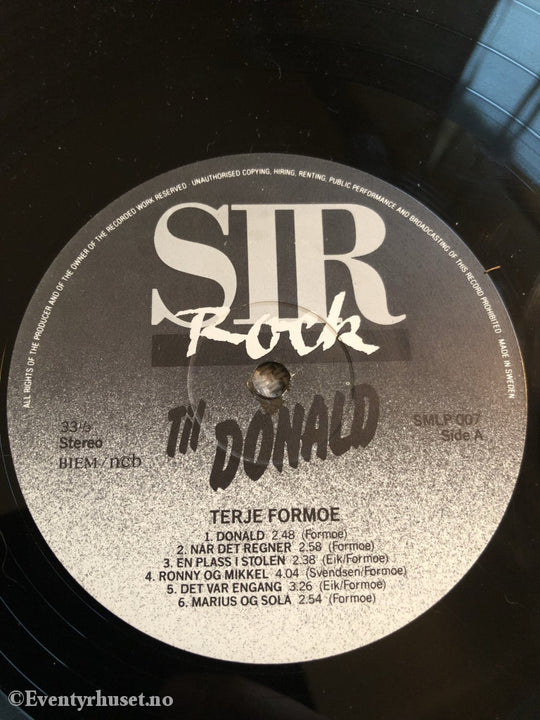 ALL RIGHTS OF THE PRODUCER AND OF THE OWNER OF THE RECORDED WORK RESERVED · UNAUTHORISED COPYING, HIRING, RENTING, PUBLIC PERFORMANCE AND BROADCASTING OF THIS RECORD PROHIBITED MADE IN SWEDEN
SIR
Rock
Til DONALD
33⅓
Stereo
BIEM/ncb
SMLP 007
Side A
TERJE FORMOE
1. DONALD 2.48 (Formoe)
2. NAR DET REGNER 2.58 (Formoe)
3. EN PLASS I STOLEN 2.38 (Eik/Formoe)
4. RONNY OG MIKKEL 4.04 (Svendsen/Formoe)
5. DET VAR ENGANG 3.26 (Eik/Formoe)
6. MARIUS OG SOLA 2.54 (Formoe)
©Eventyrhuset.no